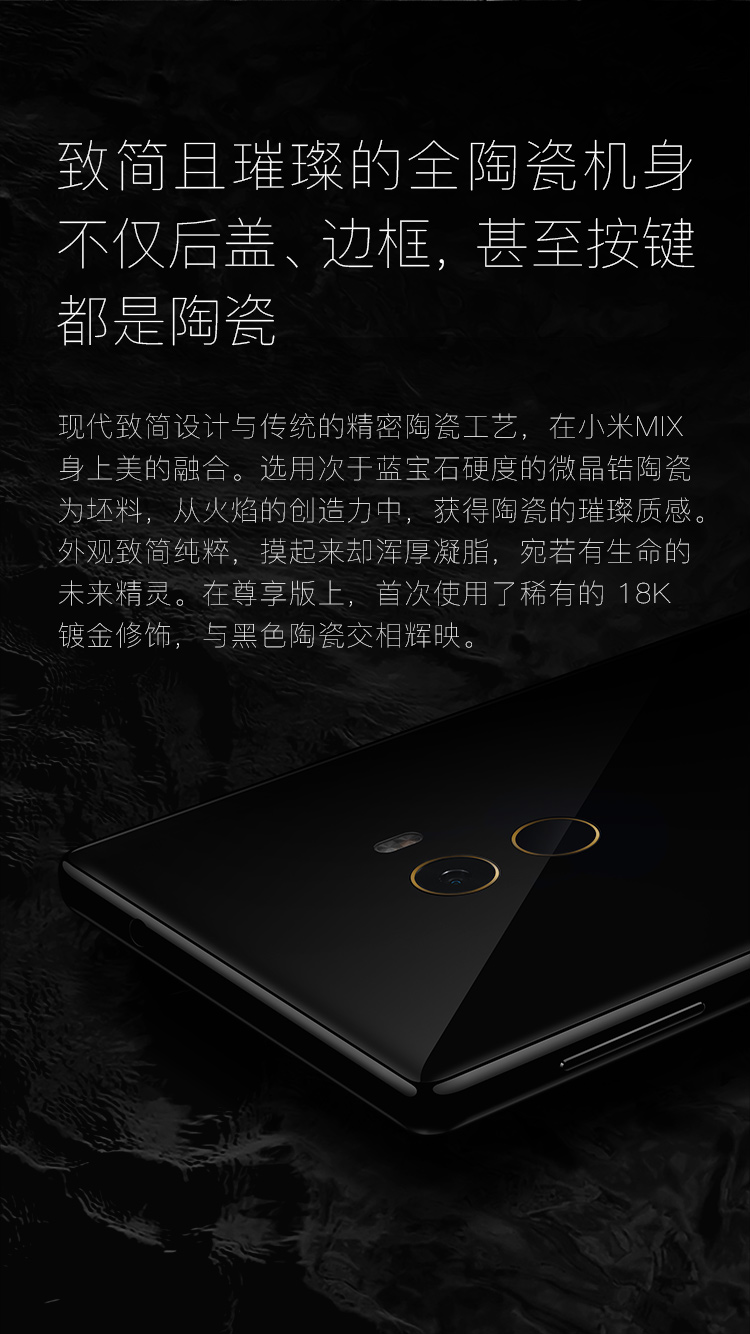 致简且璀璨的全陶瓷机身
不仅后盖、边框，甚至按键
都是陶瓷
现代致简设计与传统的精密陶瓷工艺，在小米MIX
身上美的融合。选用次于蓝宝石硬度的微晶锆陶瓷
为坯料，从火焰的创造力中，获得陶瓷的璀璨质感。
外观致简纯粹，摸起来却浑厚凝脂，宛若有生命的
未来精灵。在尊享版上，首次使用了稀有的 18K
镀金修饰，与黑色陶瓷交相辉映。